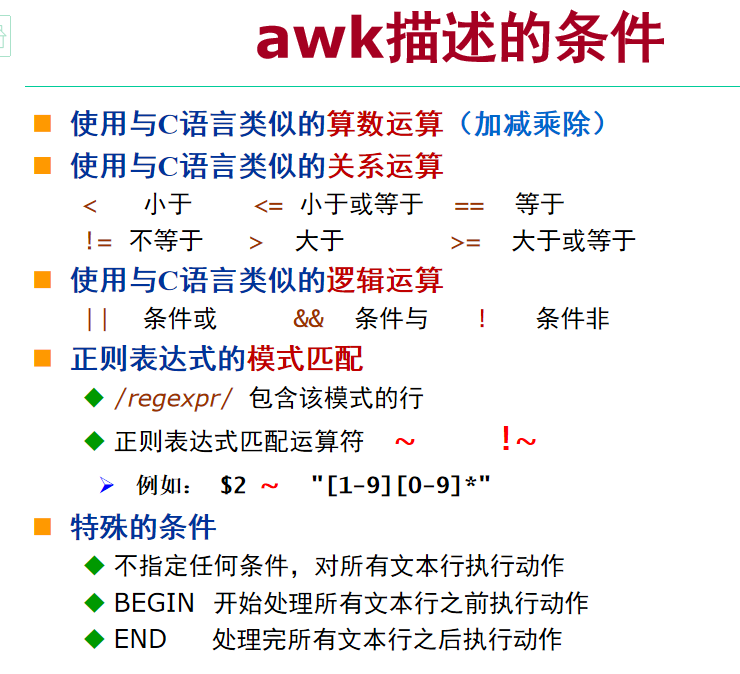 awk描述的条件
使用与C语言类似的算数运算（加减乘除）
使用与C语言类似的关系运算
< 小于 <= 小于或等于 == 等于
!= 不等于 > 大于 >= 大于或等于
使用与C语言类似的逻辑运算
|| 条件或 && 条件与 ! 条件非
正则表达式的模式匹配
/regexpr/ 包含该模式的行
正则表达式匹配运算符 ~ !~
例如： $2 ~ "[1-9][0-9]*"
特殊的条件
不指定任何条件，对所有文本行执行动作
BEGIN 开始处理所有文本行之前执行动作
END 处理完所有文本行之后执行动作